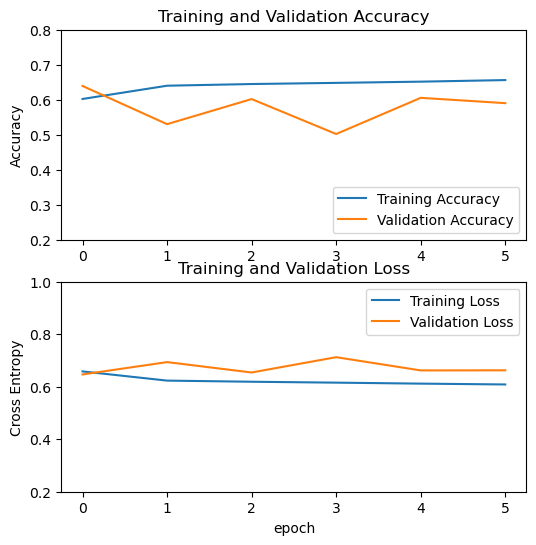 Training and Validation Accuracy
0.8
0.7
0.6
0.5
0.4
0.3
0.2
Accuracy
Training Accuracy
Validation Accuracy
0 1 2 3 4 5
Training and Validation Loss
1.0
0.8
0.6
0.4
0.2
Cross Entropy
Training Loss
Validation Loss
0 1 2 3 4 5
epoch